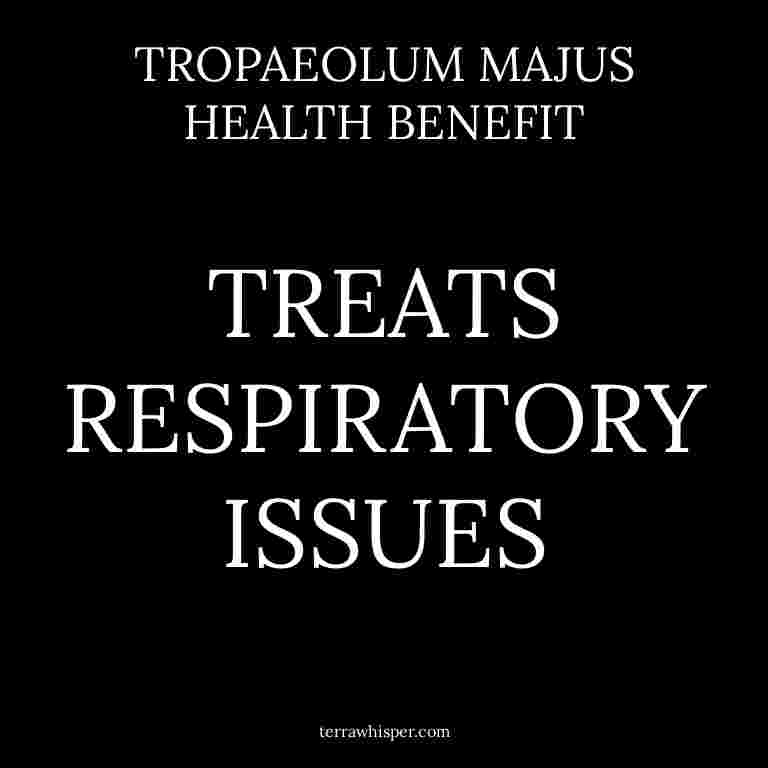 TROPAEOLUM MAJUS
HEALTH BENEFIT
TREATS
RESPIRATORY
ISSUES
terrawhisper.com